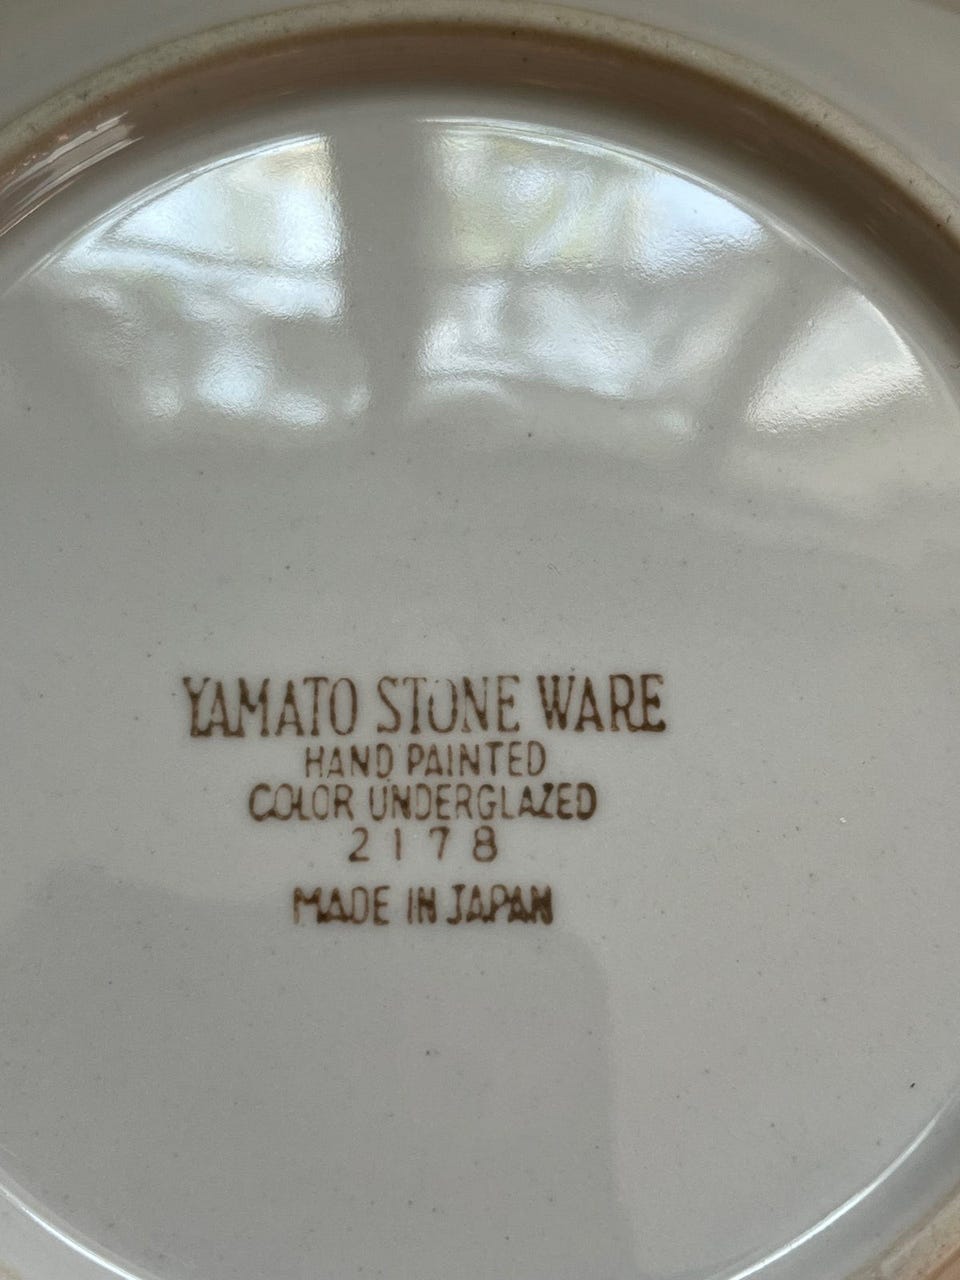 YAMATO STONE WARE
HAND PAINTED
COLOR UNDERGLAZED
2178
MADE IN JAPAN